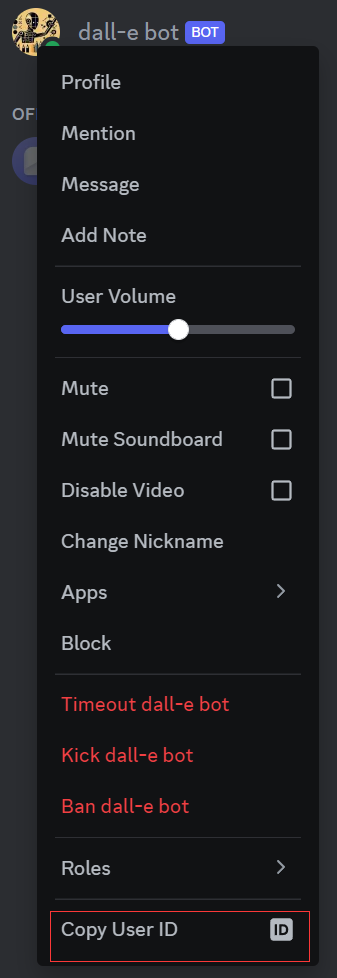 dall-e bot BOT
OF
Profile
Mention
Message
Add Note
User Volume
Mute
Mute Soundboard
Disable Video
Change Nickname
Apps
Block
Timeout dall-e bot
Kick dall-e bot
Ban dall-e bot
Roles
Copy User ID ID